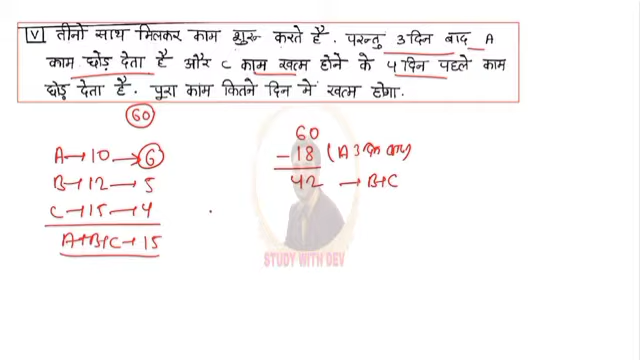 V तीनो साथ मिलकर काम शुरू करते है. परन्तु 3 दिन बाद A
काम छोड़ देता है और C काम खत्म होने के 4 दिन पहले काम
छोड़ देता है. पूरा काम कितने दिन में खत्म होगा.
60
A → 10 → 6
B → 12 → 5
C → 15 → 4
A+B+C → 15
60
- 18 (A 3 दिन काम)
42 → B+C
STUDY WITH DEV